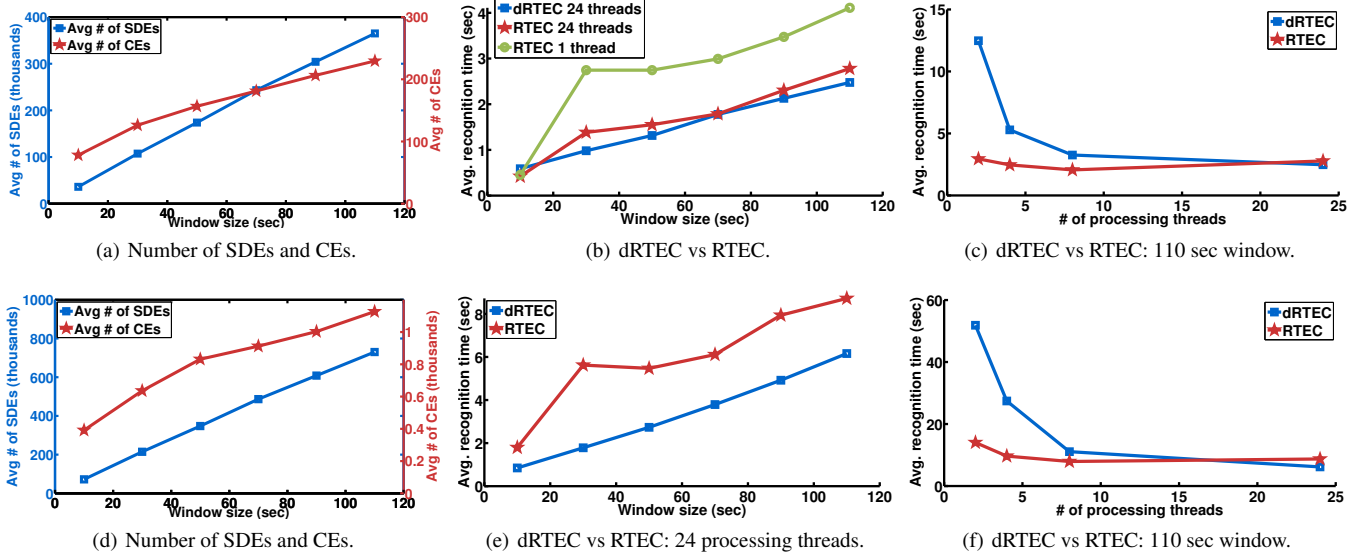 Avg # of SDEs (thousands)
400
300
200
100
0
Avg # of SDEs
Avg # of CEs
300
200
100
0
Avg # of CEs
0 20 40 60 80 100 120
Window size (sec)
(a) Number of SDEs and CEs.
Avg. recognition time (sec)
4
3
2
1
0
dRTEC 24 threads
RTEC 24 threads
RTEC 1 thread
0 20 40 60 80 100 120
Window size (sec)
(b) dRTEC vs RTEC.
Avg. recogn time (sec)
15
10
5
0
dRTEC
RTEC
0 5 10 15 20 25
# of processing threads
(c) dRTEC vs RTEC: 110 sec window.
Avg # of SDEs (thousands)
1000
800
600
400
200
0
Avg # of SDEs
Avg # of CEs
1
0.8
0.6
0.4
0.2
0
Avg # of CEs (thousands)
0 20 40 60 80 100 120
Window size (sec)
(d) Number of SDEs and CEs.
Avg. recognition time (sec)
8
6
4
2
0
dRTEC
RTEC
0 20 40 60 80 100 120
Window size (sec)
(e) dRTEC vs RTEC: 24 processing threads.
Avg. recognition time (sec)
60
40
20
0
dRTEC
RTEC
0 5 10 15 20 25
# of processing threads
(f) dRTEC vs RTEC: 110 sec window.